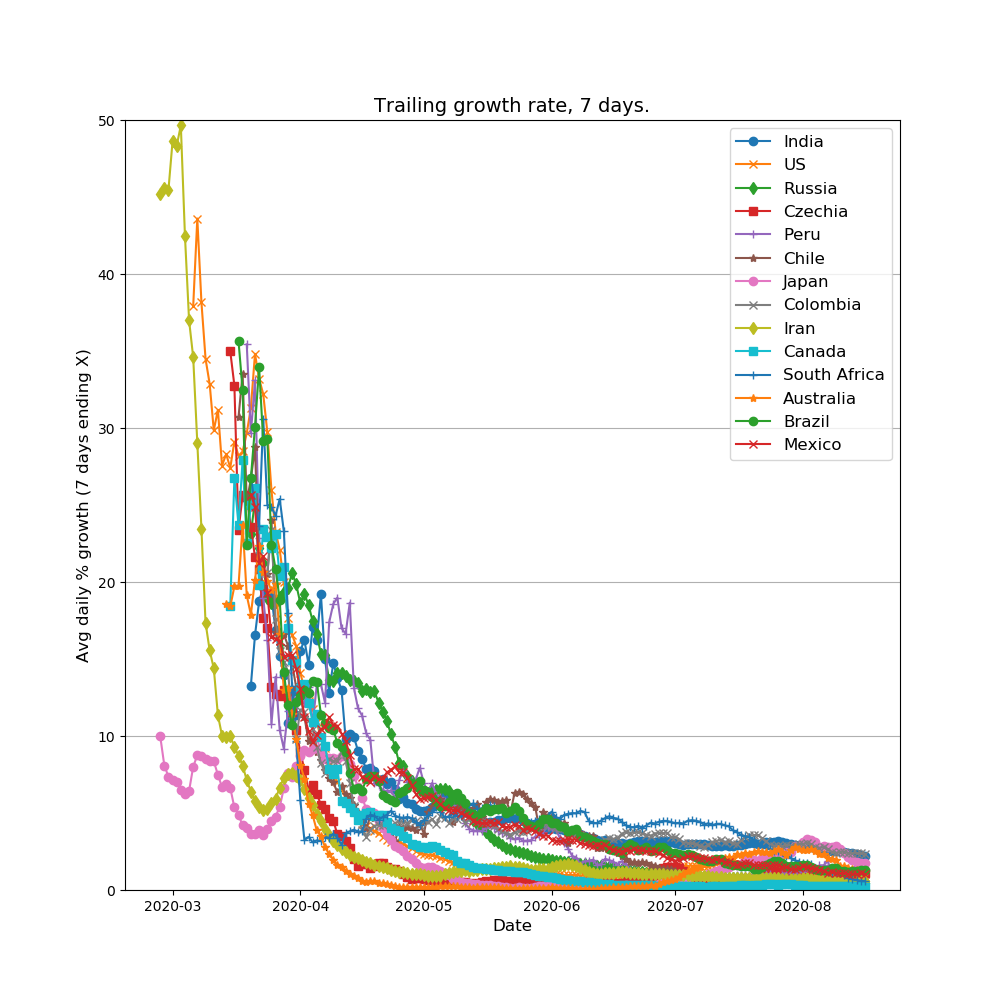 Trailing growth rate, 7 days.
Avg daily % growth (7 days ending X)
50
40
30
20
10
0
India
US
Russia
Czechia
Peru
Chile
Japan
Colombia
Iran
Canada
South Africa
Australia
Brazil
Mexico
2020-03
2020-04
2020-05
2020-06
2020-07
2020-08
Date